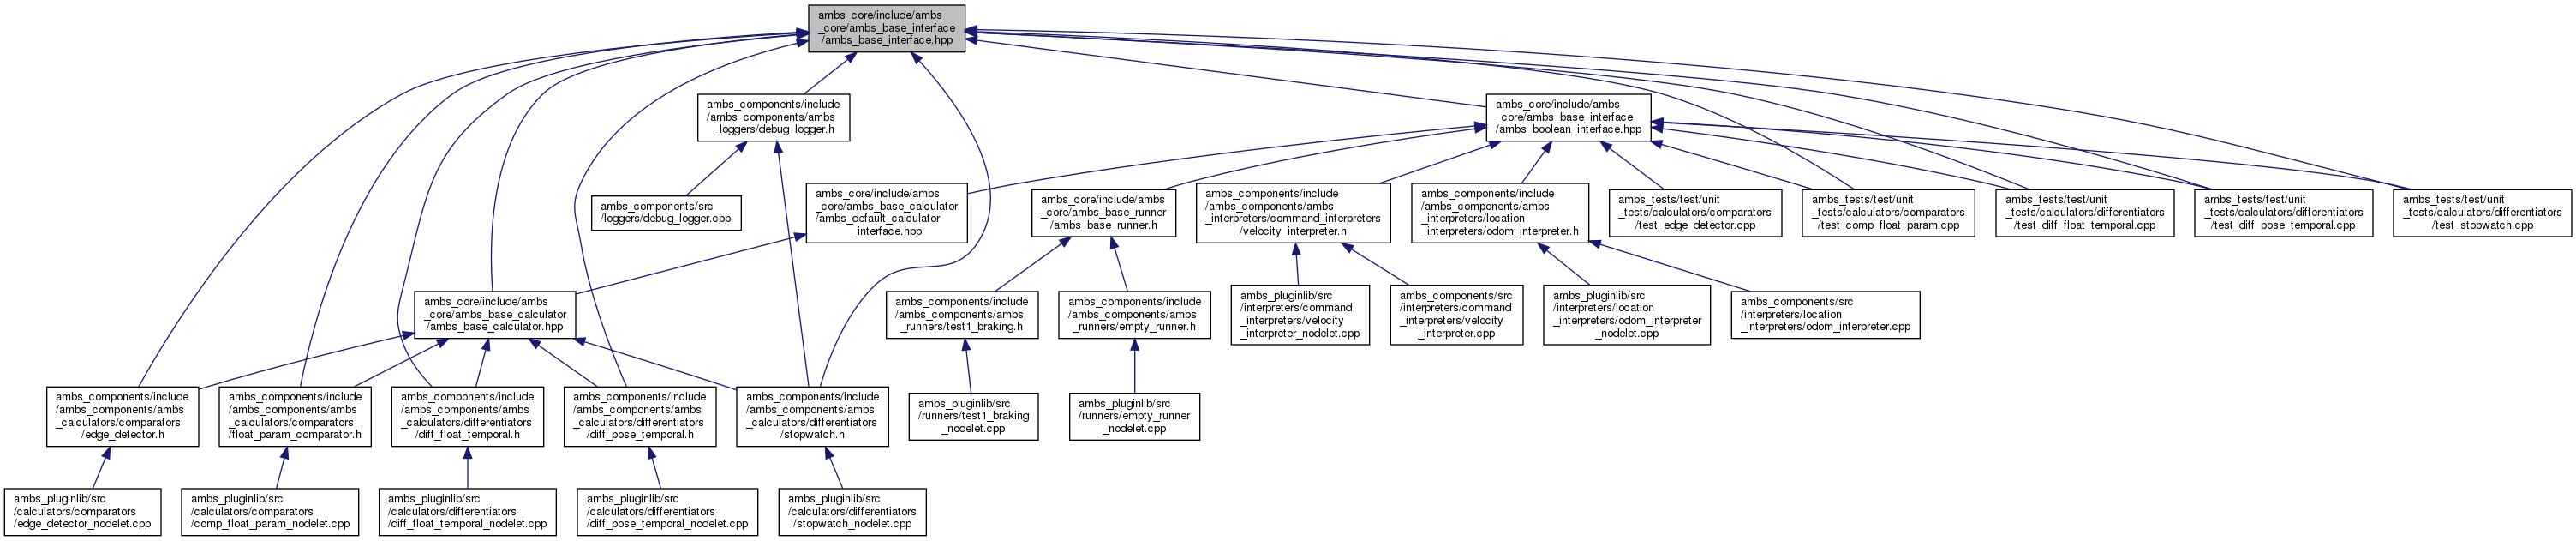 ambs_core/include/ambs
_core/ambs_base_interface
/ambs_base_interface.hpp
ambs_components/include
/ambs_components/ambs
_loggers/debug_logger.h
ambs_core/include/ambs
_core/ambs_base_interface
/ambs_boolean_interface.hpp
ambs_components/src
/loggers/debug_logger.cpp
ambs_core/include/ambs
_core/ambs_base_calculator
/ambs_default_calculator
_interface.hpp
ambs_core/include/ambs
_core/ambs_base_runner
/ambs_base_runner.h
ambs_components/include
/ambs_components/ambs
_interpreters/command_interpreters
/velocity_interpreter.h
ambs_components/include
/ambs_components/ambs
_interpreters/location
_interpreters/odom_interpreter.h
ambs_tests/test/unit
_tests/calculators/comparators
/test_edge_detector.cpp
ambs_tests/test/unit
_tests/calculators/comparators
/test_comp_float_param.cpp
ambs_tests/test/unit
_tests/calculators/differentiators
/test_diff_float_temporal.cpp
ambs_tests/test/unit
_tests/calculators/differentiators
/test_diff_pose_temporal.cpp
ambs_tests/test/unit
_tests/calculators/differentiators
/test_stopwatch.cpp
ambs_core/include/ambs
_core/ambs_base_calculator
/ambs_base_calculator.hpp
ambs_components/include
/ambs_components/ambs
_runners/test1_braking.h
ambs_components/include
/ambs_components/ambs
_runners/empty_runner.h
ambs_pluginlib/src
/interpreters/command
_interpreters/velocity
_interpreter_nodelet.cpp
ambs_components/src
/interpreters/command
_interpreters/velocity
_interpreter.cpp
ambs_pluginlib/src
/interpreters/location
_interpreters/odom_interpreter
_nodelet.cpp
ambs_components/src
/interpreters/location
_interpreters/odom_interpreter.cpp
ambs_components/include
/ambs_components/ambs
_calculators/comparators
/edge_detector.h
ambs_components/include
/ambs_components/ambs
_calculators/comparators
/float_param_comparator.h
ambs_components/include
/ambs_components/ambs
_calculators/differentiators
/diff_float_temporal.h
ambs_components/include
/ambs_components/ambs
_calculators/differentiators
/diff_pose_temporal.h
ambs_components/include
/ambs_components/ambs
_calculators/differentiators
/stopwatch.h
ambs_pluginlib/src
/runners/test1_braking
_nodelet.cpp
ambs_pluginlib/src
/runners/empty_runner
_nodelet.cpp
ambs_pluginlib/src
/calculators/comparators
/edge_detector_nodelet.cpp
ambs_pluginlib/src
/calculators/comparators
/comp_float_param_nodelet.cpp
ambs_pluginlib/src
/calculators/differentiators
/diff_float_temporal_nodelet.cpp
ambs_pluginlib/src
/calculators/differentiators
/diff_pose_temporal_nodelet.cpp
ambs_pluginlib/src
/calculators/differentiators
/stopwatch_nodelet.cpp